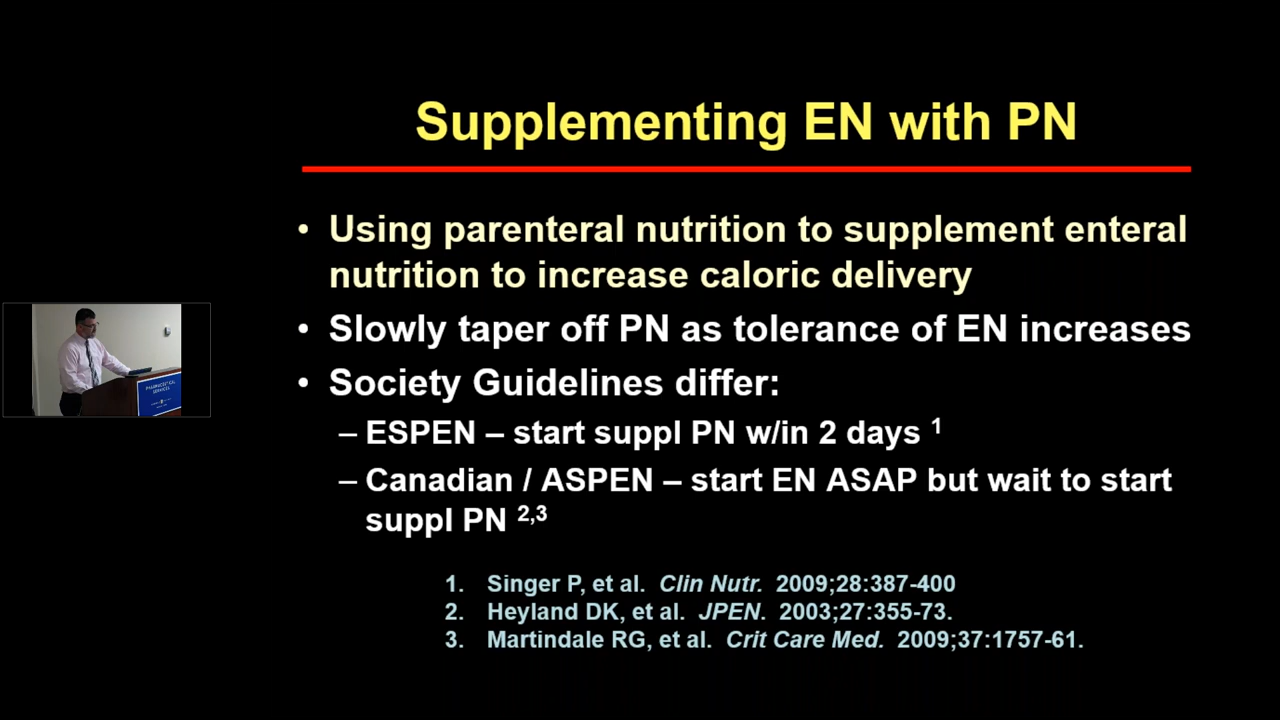 Supplementing EN with PN
• Using parenteral nutrition to supplement enteral
nutrition to increase caloric delivery
• Slowly taper off PN as tolerance of EN increases
• Society Guidelines differ:
– ESPEN – start suppl PN w/in 2 days 1
– Canadian / ASPEN – start EN ASAP but wait to start
suppl PN 2,3
1. Singer P, et al. Clin Nutr. 2009;28:387-400
2. Heyland DK, et al. JPEN. 2003;27:355-73.
3. Martindale RG, et al. Crit Care Med. 2009;37:1757-61.
PHARMACEUTICAL
SERVICES